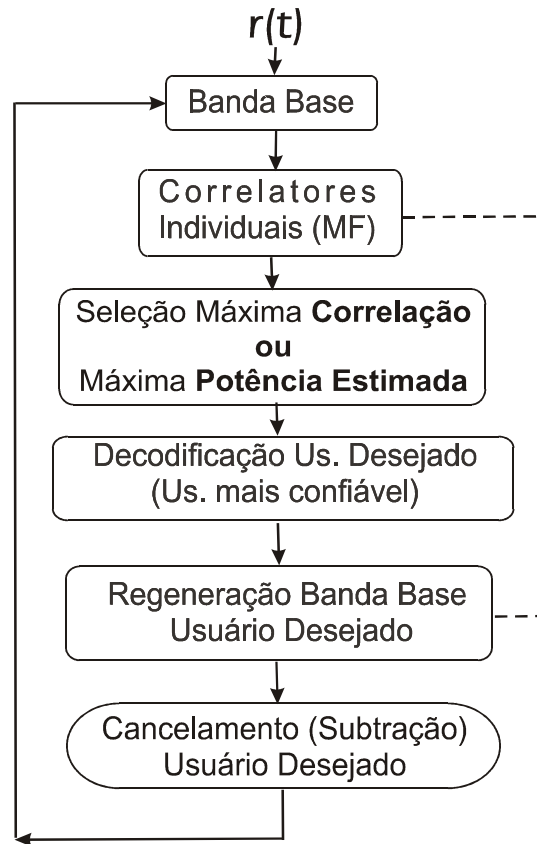 r(t)
Banda Base
Correlatores
Individuais (MF)
Seleção Máxima Correlação
ou
Máxima Potência Estimada
Decodificação Us. Desejado
(Us. mais confiável)
Regeneração Banda Base
Usuário Desejado
Cancelamento (Subtração)
Usuário Desejado